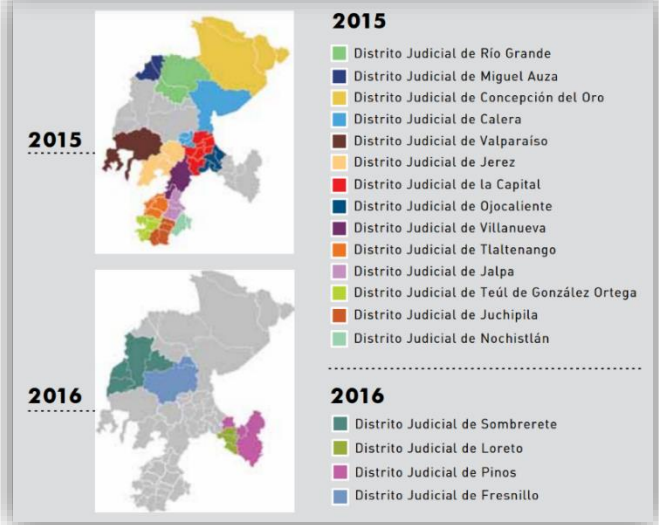 2015
2015
Distrito Judicial de Río Grande
Distrito Judicial de Miguel Auza
Distrito Judicial de Concepción del Oro
Distrito Judicial de Calera
Distrito Judicial de Valparaíso
Distrito Judicial de Jerez
Distrito Judicial de la Capital
Distrito Judicial de Ojocaliente
Distrito Judicial de Villanueva
Distrito Judicial de Tlaltenango
Distrito Judicial de Jalpa
Distrito Judicial de Teúl de González Ortega
Distrito Judicial de Juchipila
Distrito Judicial de Nochistlán
2016
2016
Distrito Judicial de Sombrerete
Distrito Judicial de Loreto
Distrito Judicial de Pinos
Distrito Judicial de Fresnillo